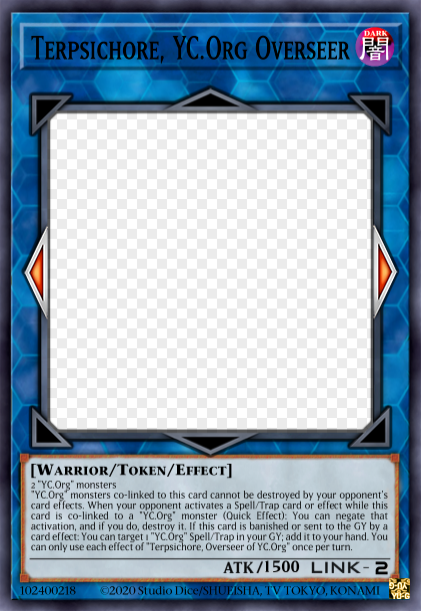 Terpsichore, YC.Org Overseer
DARK
闇
[Warrior/Token/Effect]
2 "YC.Org" monsters
"YC.Org" monsters co-linked to this card cannot be destroyed by your opponent's
card effects. When your opponent activates a Spell/Trap card or effect while this
card is co-linked to a "YC.Org" monster (Quick Effect): You can negate that
activation, and if you do, destroy it. If this card is banished or sent to the GY by a
card effect: You can target 1 "YC.Org" Spell/Trap in your GY; add it to your hand. You
can only use each effect of "Terpsichore, Overseer of YC.Org" once per turn.
ATK/1500 LINK-2
102400218 ©2020 Studio Dice/SHUEISHA, TV TOKYO, KONAMI